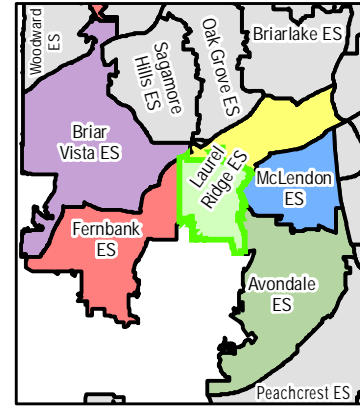 Woodward
ES
Sagamore
Hills ES
Oak Grove ES
Briarlake ES
Briar
Vista ES
Laurel
Ridge ES
McLendon
ES
Fernbank
ES
Avondale
ES
Peachcrest ES